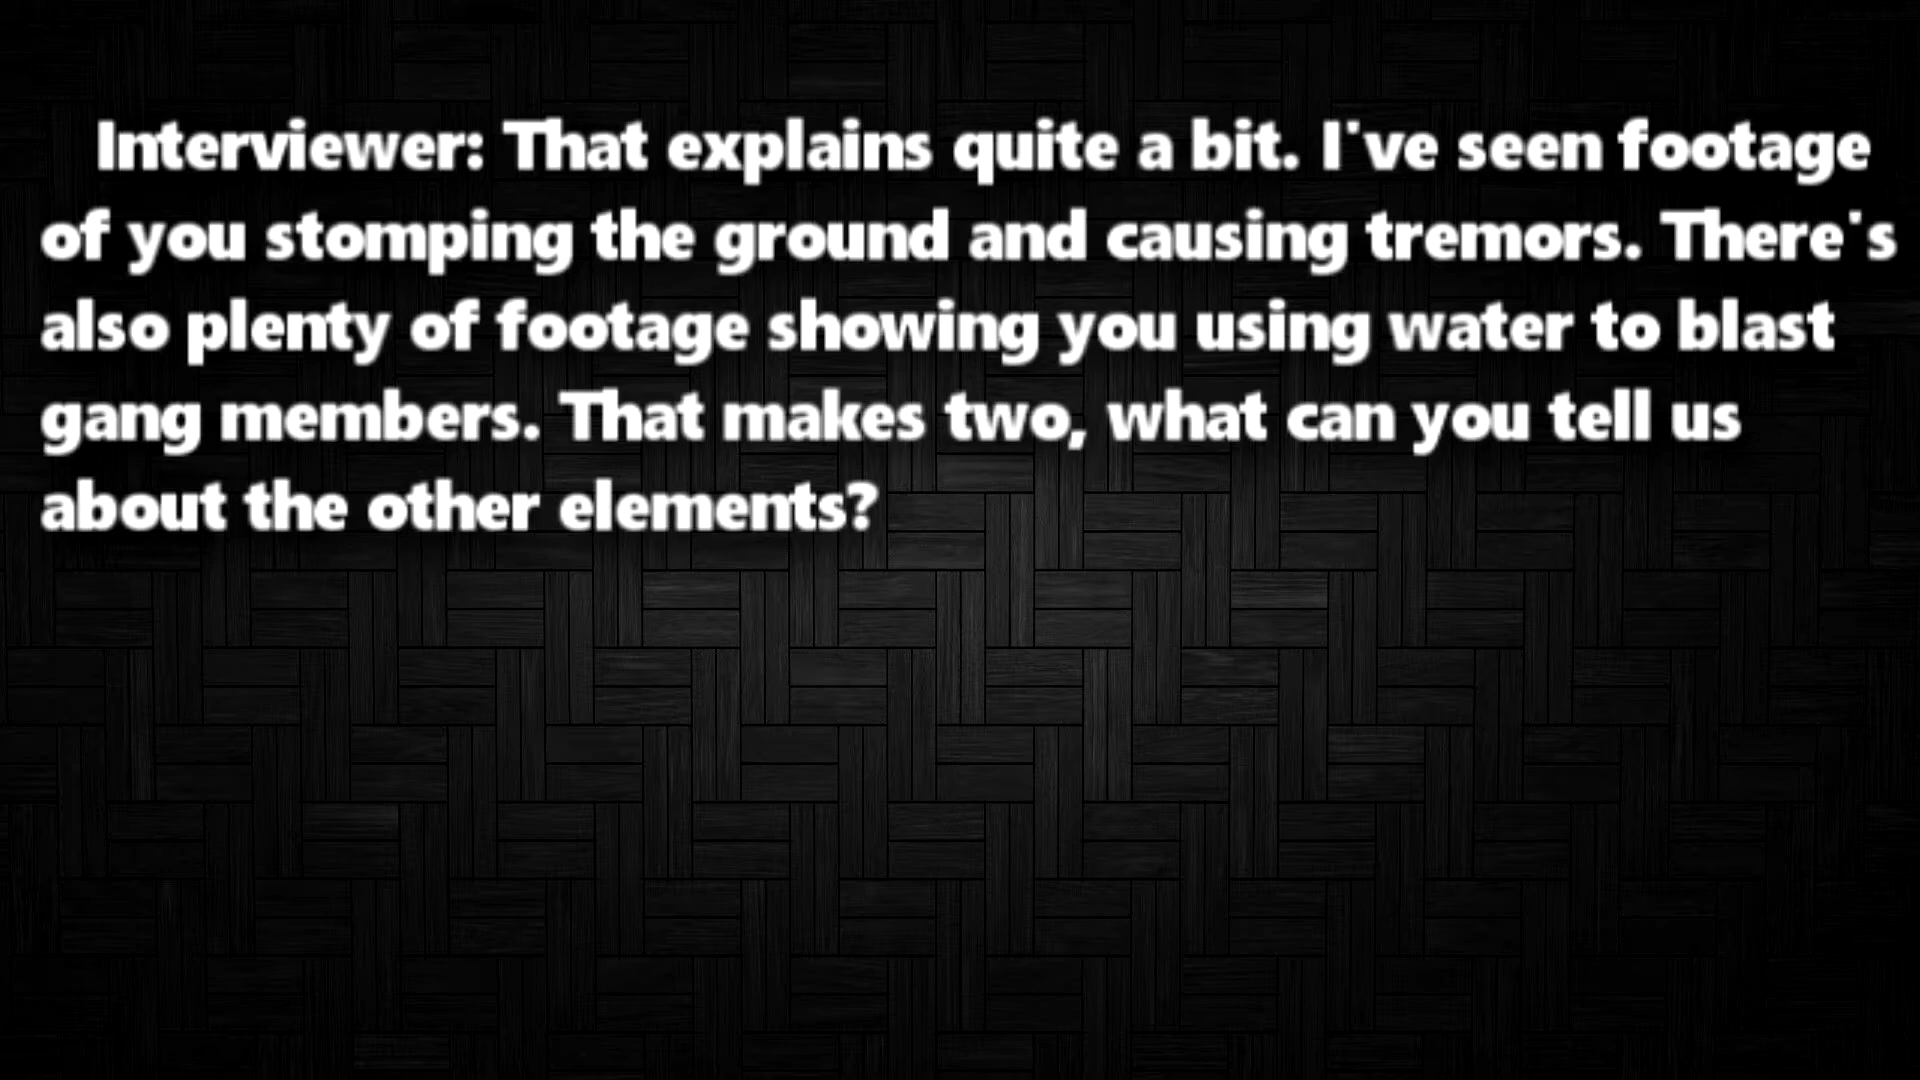 Interviewer: That explains quite a bit. I've seen footage
of you stomping the ground and causing tremors. There's
also plenty of footage showing you using water to blast
gang members. That makes two, what can you tell us
about the other elements?